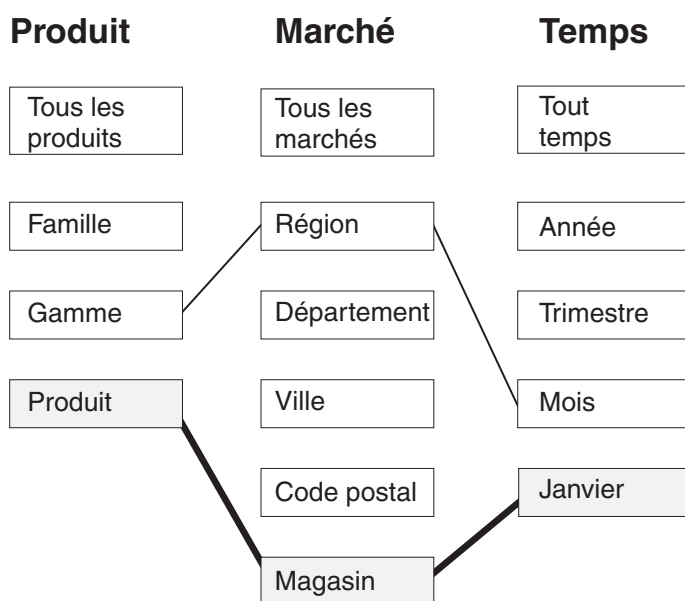 Produit
Marché
Temps
Tous les
produits
Tous les
marchés
Tout
temps
Famille
Région
Année
Gamme
Département
Trimestre
Produit
Ville
Mois
Code postal
Janvier
Magasin